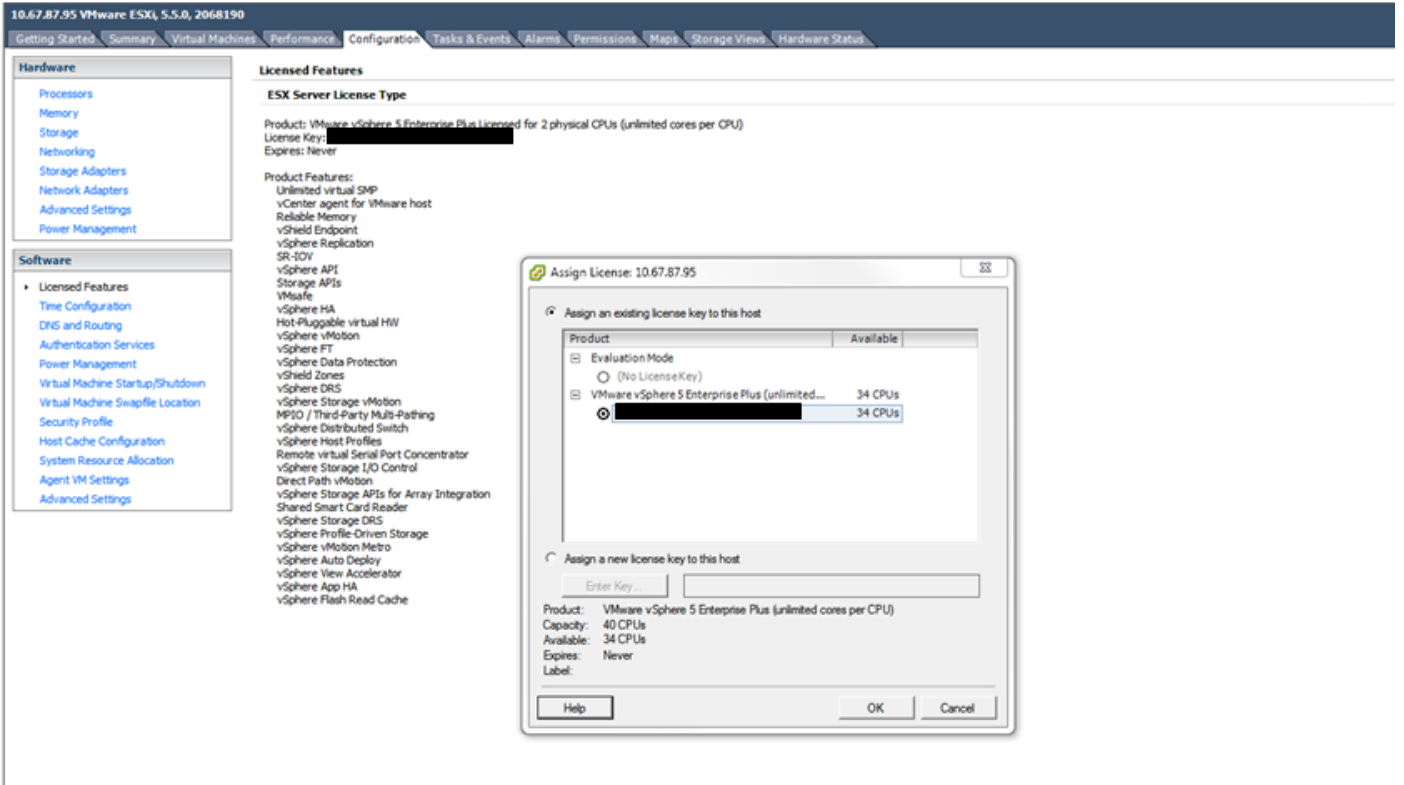 10.67.87.95 VMware ESXi, 5.5.0, 2068190
Getting Started Summary Virtual Machines Performance Configuration Tasks & Events Alarms Permissions Maps Storage Views Hardware Status
Hardware
Processors
Memory
Storage
Networking
Storage Adapters
Network Adapters
Advanced Settings
Power Management
Software
Licensed Features
Time Configuration
DNS and Routing
Authentication Services
Power Management
Virtual Machine Startup/Shutdown
Virtual Machine Swapfile Location
Security Profile
Host Cache Configuration
System Resource Allocation
Agent VM Settings
Advanced Settings
Licensed Features
ESX Server License Type
Product: VMware vSphere 5 Enterprise Plus Licensed for 2 physical CPUs (unlimited cores per CPU)
License Key:
Expires: Never
Product Features:
Unlimited virtual SMP
vCenter agent for VMware host
Reliable Memory
vShield Endpoint
vSphere Replication
SR-IOV
vSphere API
Storage APIs
VMsafe
vSphere HA
Hot-Pluggable virtual HW
vSphere vMotion
vSphere FT
vSphere Data Protection
vShield Zones
vSphere DRS
vSphere Storage vMotion
MPIO / Third-Party Multi-Pathing
vSphere Distributed Switch
vSphere Host Profiles
Remote virtual Serial Port Concentrator
vSphere Storage I/O Control
Direct Path vMotion
vSphere Storage APIs for Array Integration
Shared Smart Card Reader
vSphere Storage DRS
vSphere Profile-Driven Storage
vSphere vMotion Metro
vSphere Auto Deploy
vSphere View Accelerator
vSphere App HA
vSphere Flash Read Cache
Assign License: 10.67.87.95
Assign an existing license key to this host
Product Available
Evaluation Mode
(No License Key)
VMware vSphere 5 Enterprise Plus (unlimited... 34 CPUs
34 CPUs
Assign a new license key to this host
Enter Key...
Product: VMware vSphere 5 Enterprise Plus (unlimited cores per CPU)
Capacity: 40 CPUs
Available: 34 CPUs
Expires: Never
Label:
Help OK Cancel